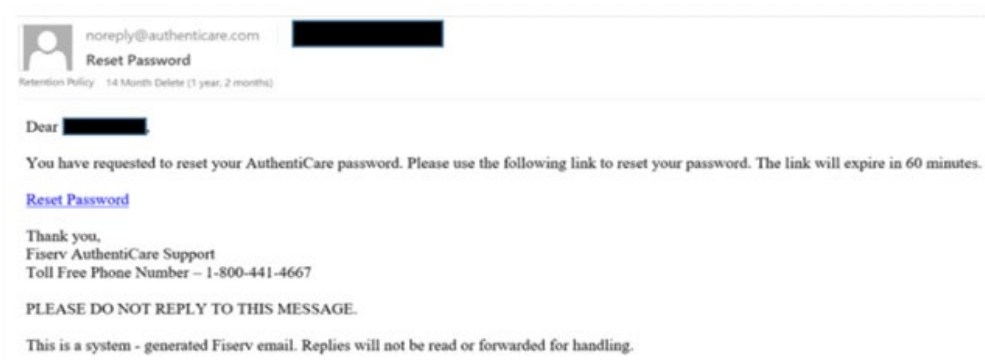 noreply@authenticare.com
Reset Password
Retention Policy 14 Month Delete (1 year, 2 months)
Dear ,
You have requested to reset your AuthentiCare password. Please use the following link to reset your password. The link will expire in 60 minutes.
Reset Password
Thank you,
Fiserv AuthentiCare Support
Toll Free Phone Number – 1-800-441-4667
PLEASE DO NOT REPLY TO THIS MESSAGE.
This is a system - generated Fiserv email. Replies will not be read or forwarded for handling.